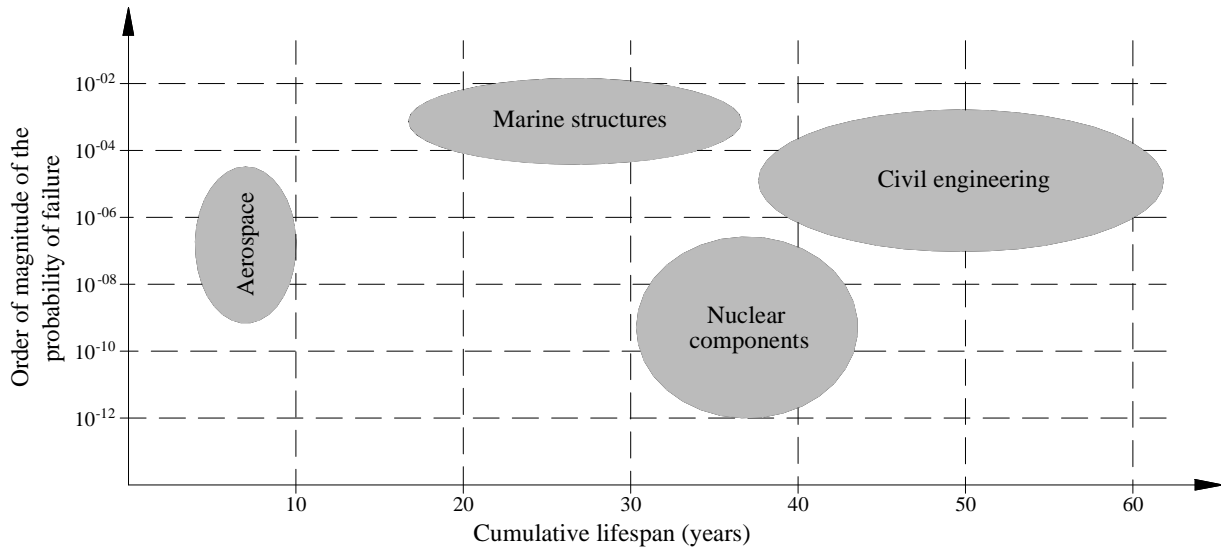 Order of magnitude of the
probability of failure
10-02
10-04
10-06
10-08
10-10
10-12
Marine structures
Civil engineering
Aerospace
Nuclear
components
10
20
30
40
50
60
Cumulative lifespan (years)